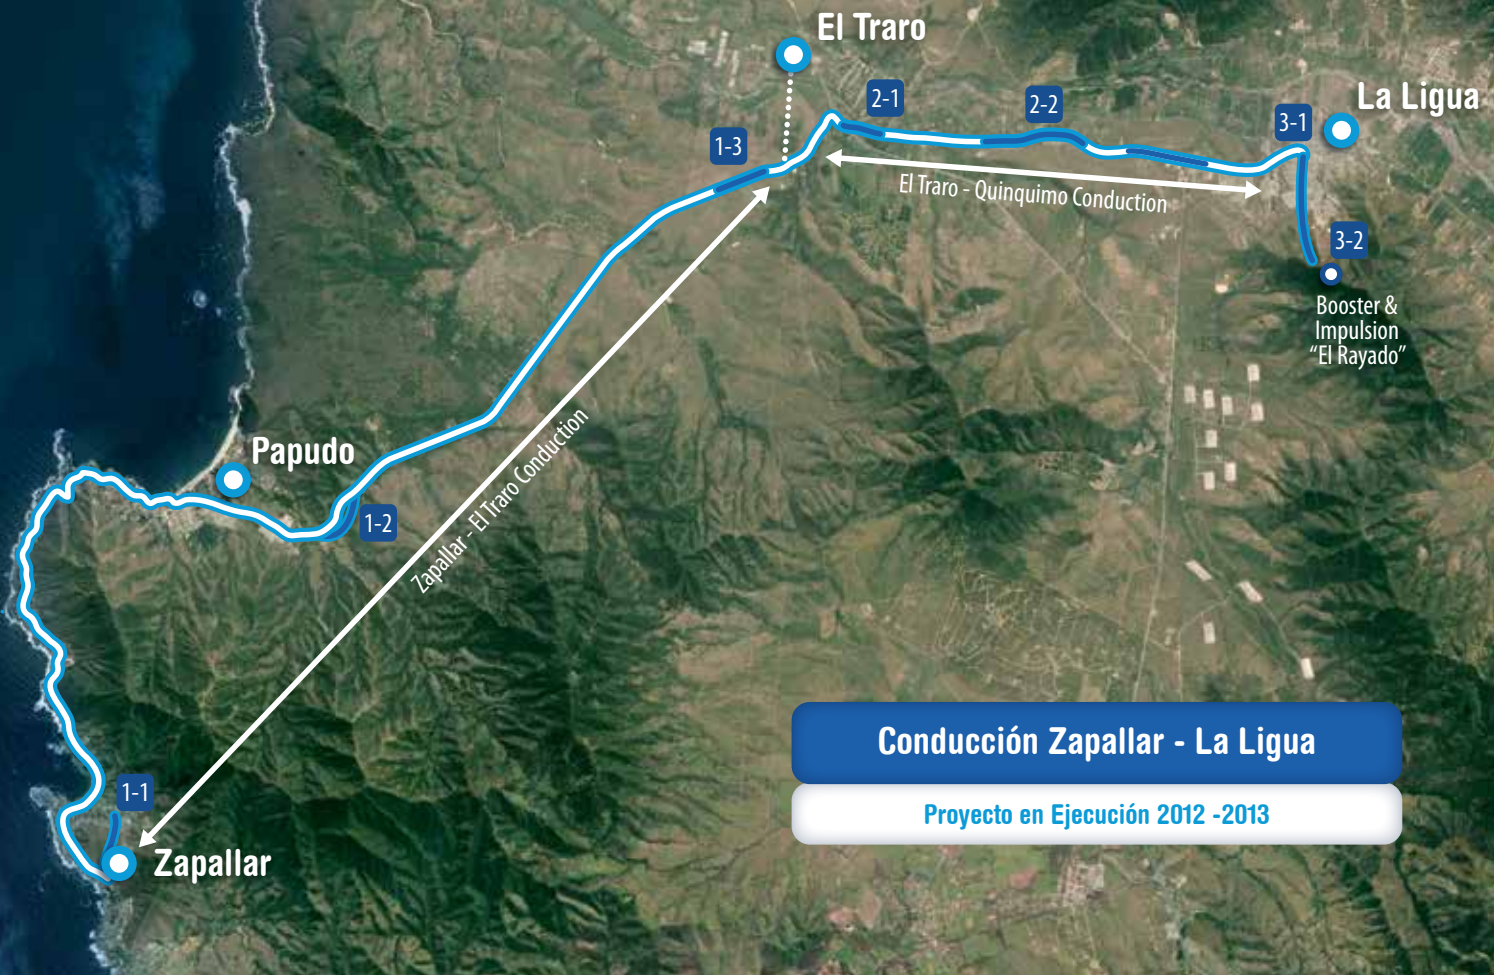 El Traro
La Ligua
2-1
2-2
3-1
1-3
El Traro - Quinquimo Conduction
3-2
Booster &
Impulsion
“El Rayado”
Papudo
Zapallar - El Traro Conduction
1-2
Conducción Zapallar - La Ligua
Proyecto en Ejecución 2012 -2013
1-1
Zapallar